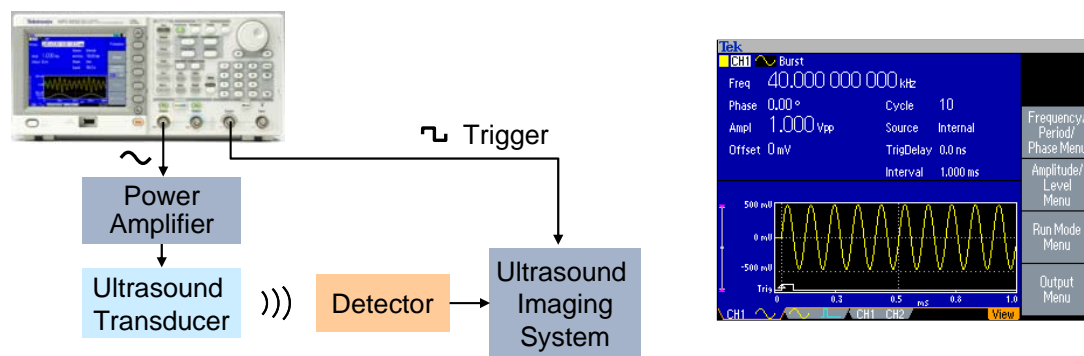 Tektronix
Trigger
Power
Amplifier
Ultrasound
Transducer
Detector
Ultrasound
Imaging
System
Tek
CH1 Burst
Freq 40.000 000 000 kHz
Phase 0.00 ° Cycle 10
Ampl 1.000 Vpp Source Internal
Offset 0 mV TrigDelay 0.0 ns
Interval 1.000 ms
Frequency/
Period/
Phase Menu
Amplitude/
Level
Menu
Run Mode
Menu
Output
Menu
500 mV
0 mV
-500 mV
Trig
0 0.3 0.5 ms 0.8 1.0
CH1 CH1 CH2 View